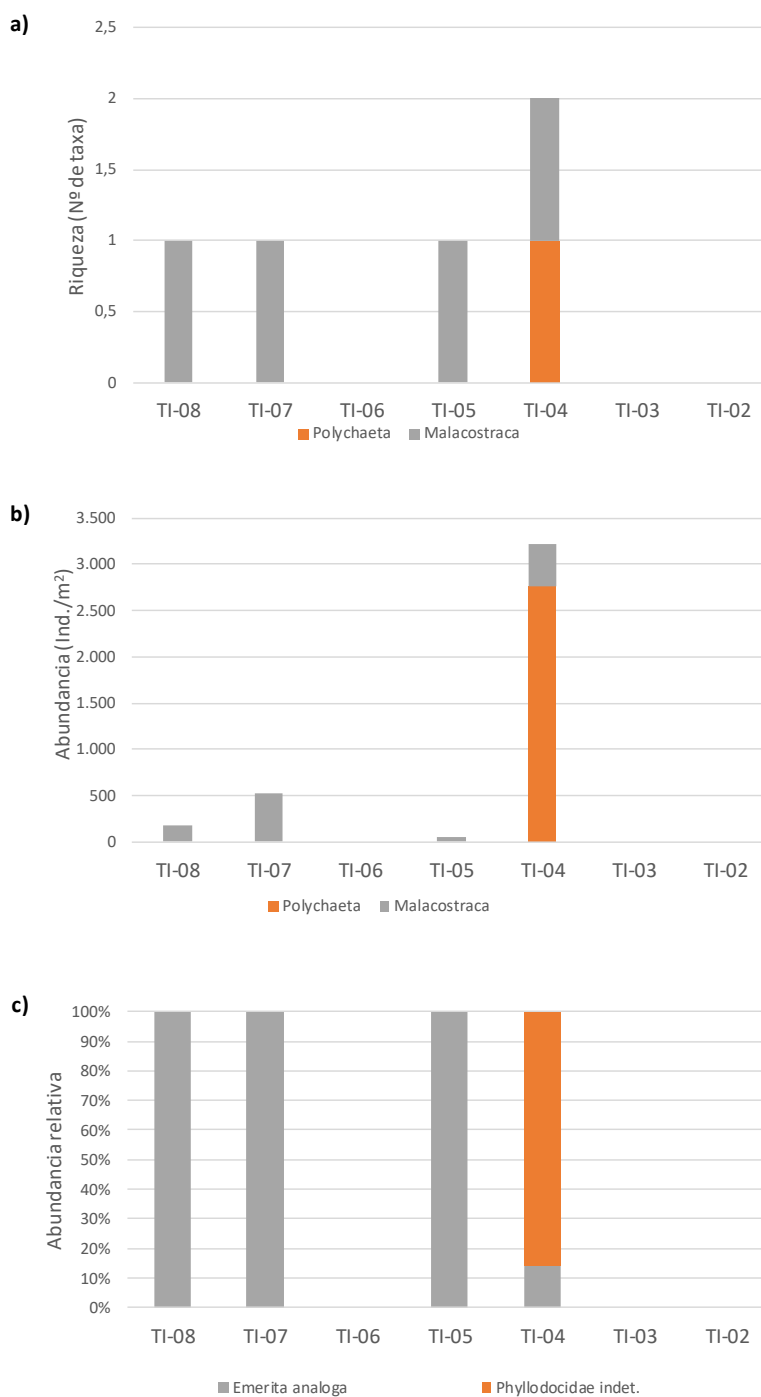 a)
Riqueza (Nº de taxa)
2,5
2
1,5
1
0,5
0
TI-08 TI-07 TI-06 TI-05 TI-04 TI-03 TI-02
Polychaeta Malacostraca
b)
Abundancia (Ind./m²)
3.500
3.000
2.500
2.000
1.500
1.000
500
0
TI-08 TI-07 TI-06 TI-05 TI-04 TI-03 TI-02
Polychaeta Malacostraca
c)
Abundancia relativa
100%
90%
80%
70%
60%
50%
40%
30%
20%
10%
0%
TI-08 TI-07 TI-06 TI-05 TI-04 TI-03 TI-02
Emerita analoga Phyllodocidae indet.